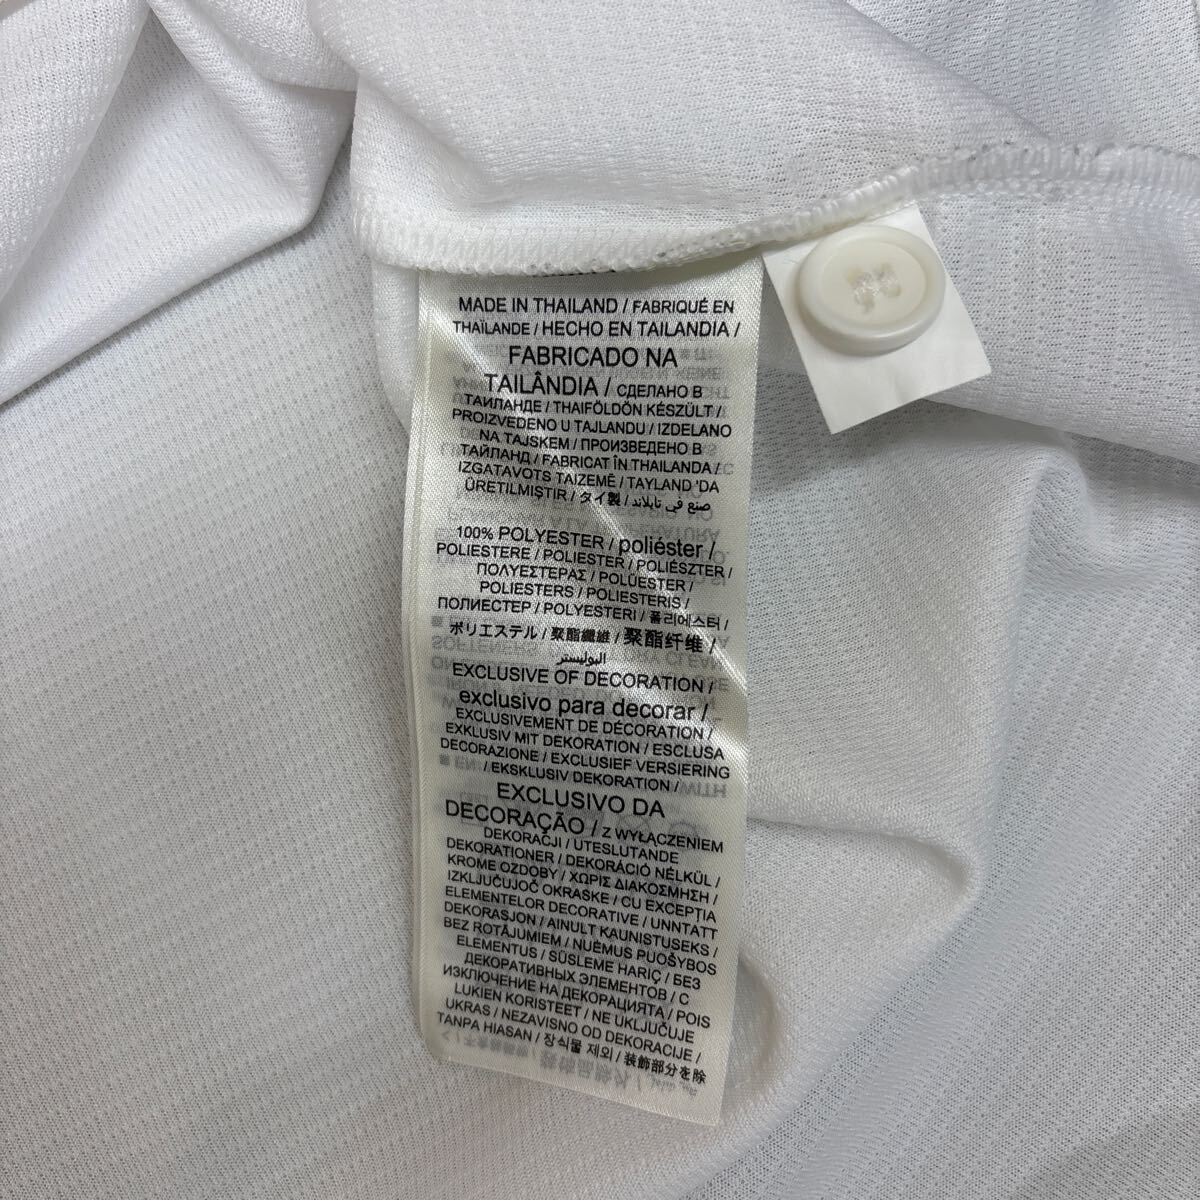 MADE IN THAILAND / FABRIQUÉ EN
THAÏLANDE / HECHO EN TAILANDIA /
FABRICADO NA
TAILÂNDIA / СДЕЛАНО В
ТАИЛАНДЕ / THAIFÖLDÖN KÉSZÜLT /
PROIZVEDENO U TAJLANDU / IZDELANO
NA TAJSKEM / ПРОИЗВЕДЕНО В
ТАЙЛАНД / FABRICAT ÎN THAILANDA /
IZGATAVOTS TAIZEMĒ / TAYLAND 'DA
ÜRETILMIŞTIR / タイ製 / صنع في تايلاند
100% POLYESTER / poliéster /
POLIESTERE / POLIESTER / POLIÉSZTER /
ΠΟΛΥΕΣΤΕΡΑΣ / POLÜESTER /
POLIESTERS / POLIESTERIS /
ПОЛИЕСТЕР / POLYESTERI / 폴리에스터 /
ポリエステル / 聚酯纖維 / 聚酯纤维 /
البوليستر
EXCLUSIVE OF DECORATION /
exclusivo para decorar /
EXCLUSIVEMENT DE DÉCORATION /
EXKLUSIV MIT DEKORATION / ESCLUSA
DECORAZIONE / EXCLUSIEF VERSIERING
/ EKSKLUSIV DEKORATION /
EXCLUSIVO DA
DECORAÇÃO / Z WYŁĄCZENIEM
DEKORACJI / UTESLUTANDE
DEKORATIONER / DEKORÁCIÓ NÉLKÜL /
KROME OZDOBY / ΧΩΡΙΣ ΔΙΑΚΟΣΜΗΣΗ /
IZKLJUČUJOČ OKRASKE / CU EXCEPȚIA
ELEMENTELOR DECORATIVE / UNNTATT
DEKORASJON / AINULT KAUNISTUSEKS /
BEZ ROTĀJUMIEM / NUĖMUS PUOŠYBOS
ELEMENTUS / SÜSLEME HARIÇ / БЕЗ
ДЕКОРАТИВНЫХ ЭЛЕМЕНТОВ / С
ИЗКЛЮЧЕНИЕ НА ДЕКОРАЦИЯТА / POIS
LUKIEN KORISTEET / NE UKLJUČUJE
UKRAS / NEZAVISNO OD DEKORACIJE /
TANPA HIASAN / 장식물 제외 / 装飾部分を除